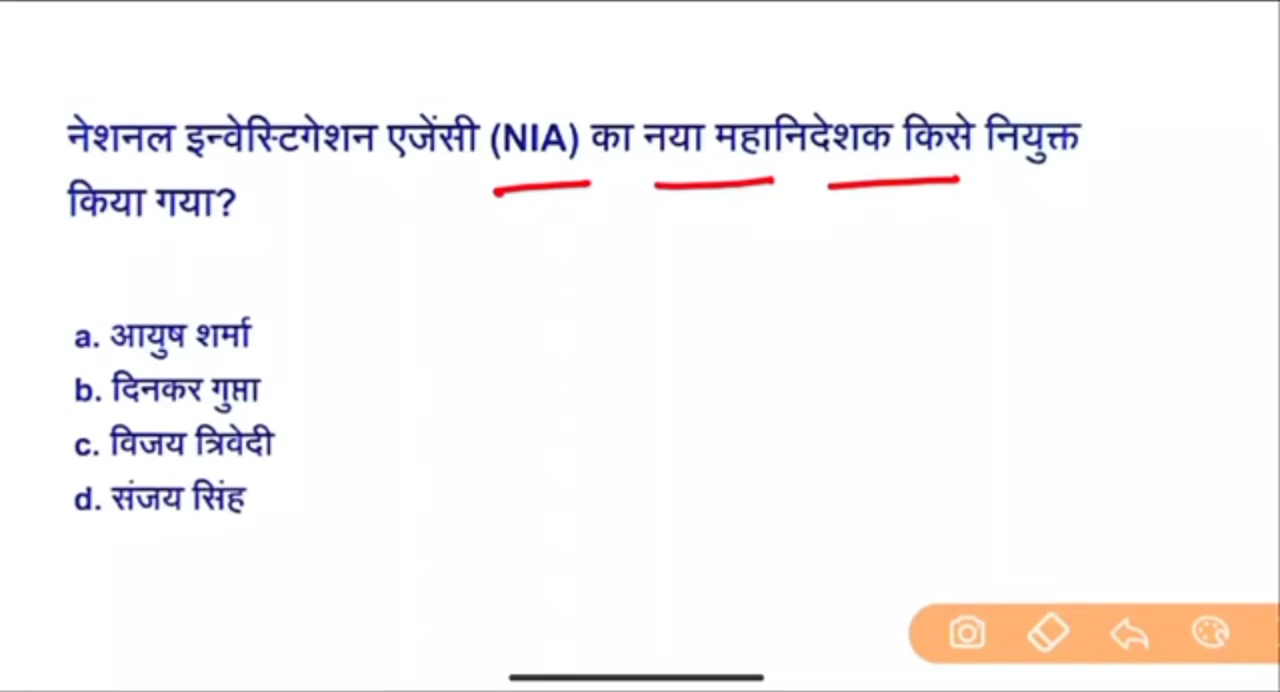 नेशनल इन्वेस्टिगेशन एजेंसी (NIA) का नया महानिदेशक किसे नियुक्त
किया गया?
a. आयुष शर्मा
b. दिनकर गुप्ता
c. विजय त्रिवेदी
d. संजय सिंह